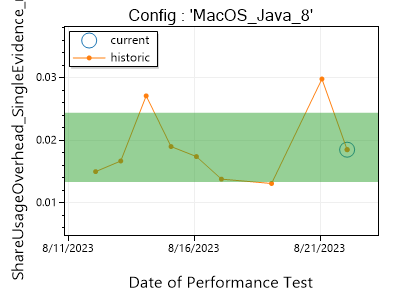 Config : 'MacOS_Java_8'
ShareUsageOverhead_SingleEvidence_
current
historic
0.03
0.02
0.01
8/11/2023
8/16/2023
8/21/2023
Date of Performance Test